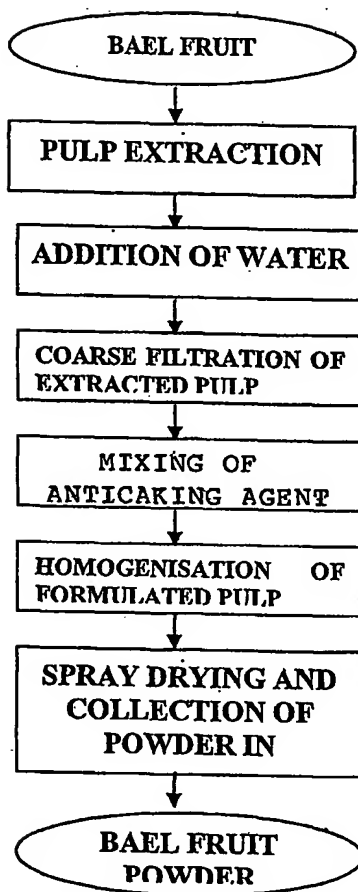 BAEL FRUIT
PULP EXTRACTION
ADDITION OF WATER
COARSE FILTRATION OF
EXTRACTED PULP
MIXING OF
ANTICAKING AGENT
HOMOGENISATION OF
FORMULATED PULP
SPRAY DRYING AND
COLLECTION OF
POWDER IN
BAEL FRUIT
POWDER